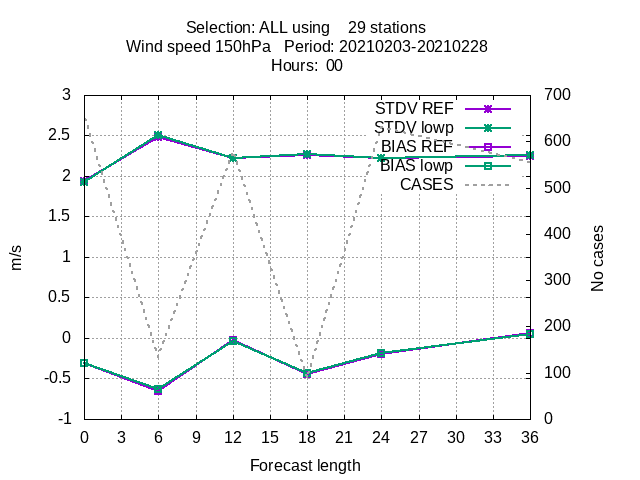 Selection: ALL using 29 stations
Wind speed 150hPa Period: 20210203-20210228
Hours: 00
3
2.5
2
1.5
1
0.5
0
-0.5
-1
m/s
STDV REF
STDV lowp
BIAS REF
BIAS lowp
CASES
700
600
500
400
300
200
100
0
No cases
0 3 6 9 12 15 18 21 24 27 30 33 36
Forecast length